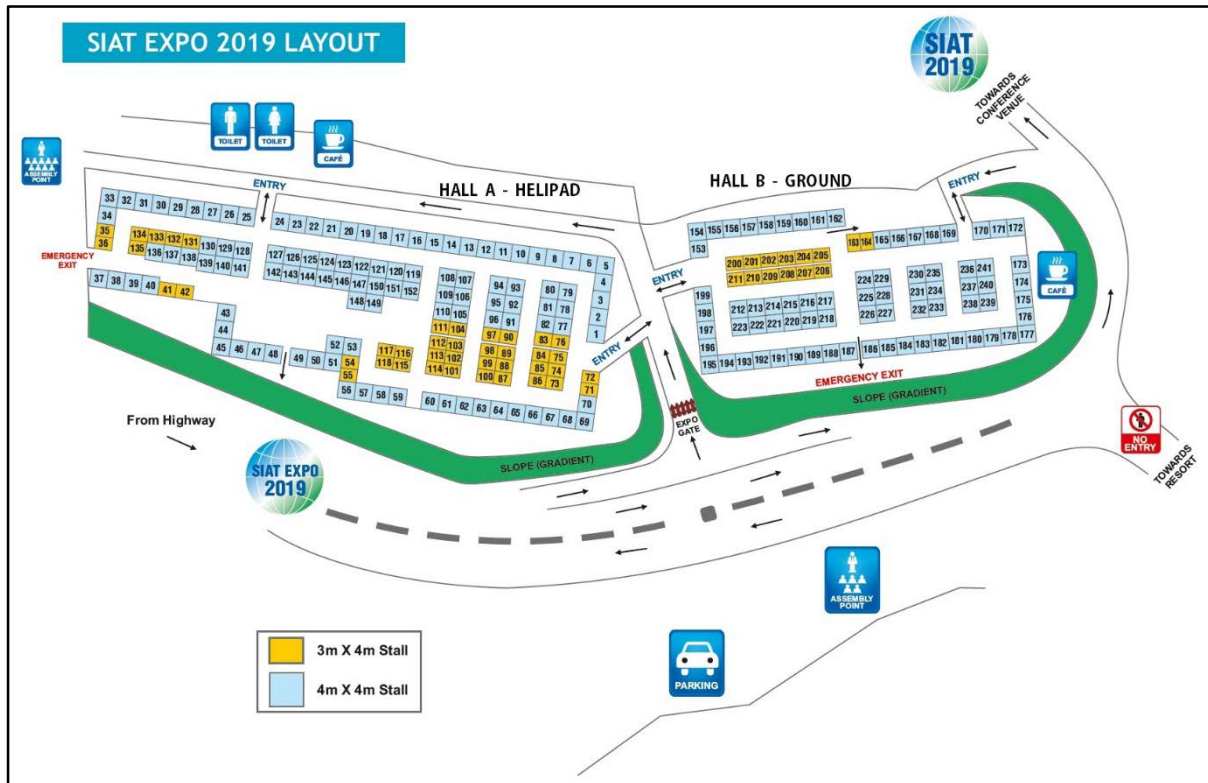 SIAT EXPO 2019 LAYOUT
SIAT
2019
TOWARDS
CONFERENCE
VENUE
TOILET
TOILET
CAFÉ
ASSEMBLY
POINT
ENTRY
HALL A - HELIPAD
HALL B - GROUND
ENTRY
33 32 31 30 29 28 27 26 25
24 23 22 21 20 19 18 17 16 15 14 13 12 11 10 9 8 7 6 5
34
35
36
4
3
2
1
134 133 132 131 130 129 128
135 136 137 138 139 140 141
127 126 125 124 123 122 121 120 119
142 143 144 145 146 147 150 151 152
148 149
108 107
109 106
110 105
111 104
112 103
113 102
114 101
94 93
95 92
96 91
97 90
98 89
99 88
100 87
80 79
81 78
82 77
83 76
84 75
85 74
86 73
EMERGENCY
EXIT
37 38 39 40 41 42
43
44
45 46 47 48 49 50 51
52 53
54
55
56 57 58 59
117 116
118 115
60 61 62 63 64 65 66 67 68 69
72
71
70
ENTRY
ENTRY
154 155 156 157 158 159 160 161 162
153
163 164 165 166 167 168 169
170 171 172
173
174
175
176
177
200 201 202 203 204 205
211 210 209 208 207 206
212 213 214 215 216 217
223 222 221 220 219 218
224 229
225 228
226 227
230 235
231 234
232 233
236 241
237 240
238 239
199
198
197
196
195 194 193 192 191 190 189 188 187 186 185 184 183 182 181 180 179 178
CAFÉ
EMERGENCY EXIT
SLOPE (GRADIENT)
EXPO
GATE
SLOPE (GRADIENT)
From Highway
SIAT EXPO
2019
NO
ENTRY
TOWARDS
RESORT
ASSEMBLY
POINT
PARKING
3m X 4m Stall
4m X 4m Stall